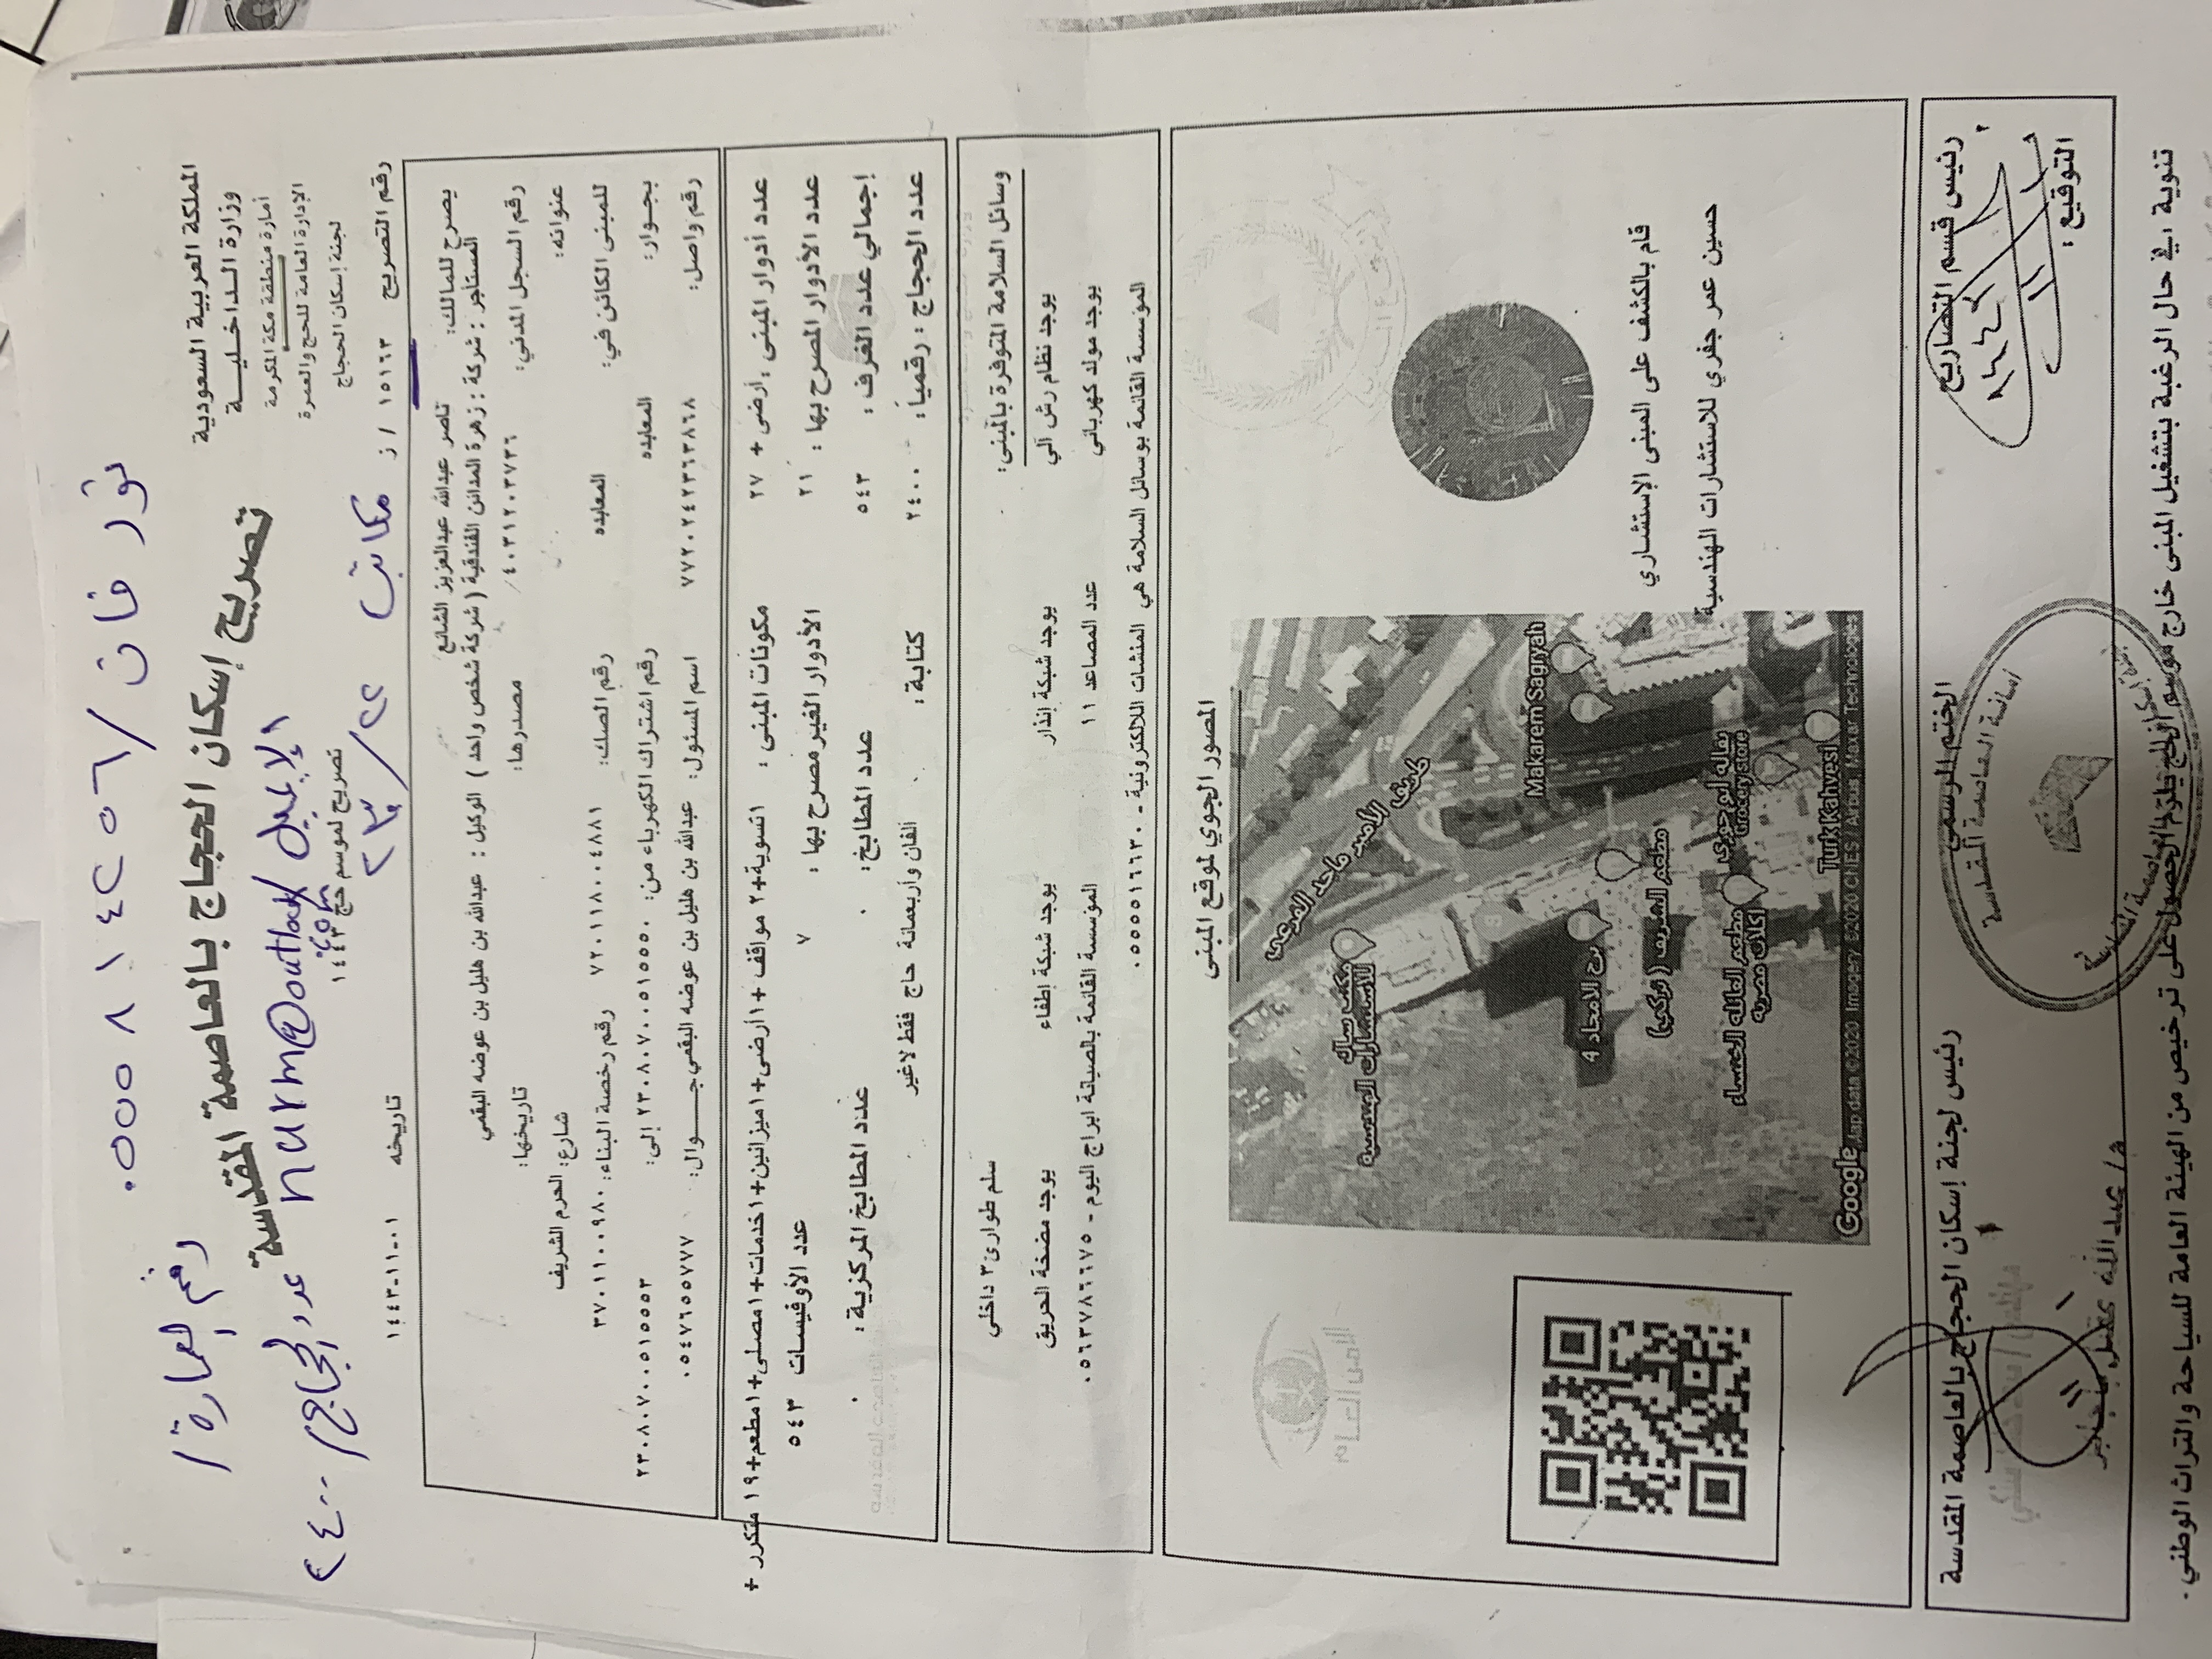 نور خان / ٠٥٥٥٨١٤٢٥٦
رقم العمارة /
المملكة العربية السعودية
وزارة الداخلية
أمارة منطقة مكة المكرمة
الإدارة العامة للحج والعمرة
لجنة إسكان الحجاج
تصريح إسكان الحجاج بالعاصمة المقدسة
الإيميل / nurm@outlook.com
عدد الحجاج / ٢٤٠٠
تصريح لموسم حج ١٤٤٣
رقم التصريح ١٥١٦٣ / ز
مكاتب ٢٢ /
تاريخه ٠١-١١-١٤٤٣
يصرح للمالك: ناصر عبدالله عبدالعزيز الشائع
المستأجر : شركة : زهرة المدائن الفندقية ( شركة شخص واحد ) الوكيل : عبدالله بن هليل بن عوضه البقمي
رقم السجل المدني: ٤٠٣١٢٠٣٧٣٦/ مصدرها: تاريخها:
عنوانه: شارع: الحرم الشريف
للمبنى الكائن في: المعابده رقم الصك: ٧٢٠١١٨٠٠٤٨٨١ رقم رخصة البناء: ٣٧٠١١٠٠٩٨٠
بجوار: المعابده رقم اشتراك الكهرباء من: ٢٣٠٨٠٧٠٠٥١٥٥٥٠ إلى: ٢٣٠٨٠٧٠٠٥١٥٥٥٣
رقم واصل: ٧٧٢٠٢٤٢٣٦٣٨٦٨ اسم المسئول: عبدالله بن هليل بن عوضه البقمي جوال: ٠٥٤٧٦٥٥٧٧٧
عدد أدوار المبنى : أرضى + ٢٧ مكونات المبنى : ١تسوية+٢ مواقف +١أرضى+١ميزانين+١خدمات+١مصلى+١مطعم+١٩ متكرر +
عدد الأدوار المصرح بها : ٢١ الأدوار الغير مصرح بها : ٧ عدد الأوفيسات ٥٤٣
إجمالي عدد الغرف : ٥٤٣ عدد المطابخ: ٠ عدد المطابخ المركزية : ٠
عدد الحجاج : رقمياً: ٢٤٠٠ كتابة : ألفان وأربعمائة حاج فقط لاغير
وسائل السلامة المتوفرة بالمبنى: سلم طوارئ٣ داخلي
يوجد نظام رش آلي يوجد شبكة إنذار يوجد شبكة إطفاء يوجد مضخة الحريق
يوجد مولد كهربائي عدد المصاعد ١١ المؤسسة القائمة بالصيانة ابراج اليوم - ٠٥٦٣٧٨٦٦٧٥
المؤسسة القائمة بوسائل السلامة هي المنشات اللالكترونية - ٠٥٥٥٥١٦٦٣٠
المصور الجوي لموقع المبنى
طريق الأمير ماجد الفرعي
مكتب ساك
للاستشارات الهندسية
Makarem Sagryah
برج الامجاد 4
مطعم الشريف ( تركي )
بقاله أبو جوري
Grocery store
مطعم العائله الخنساء
اكلات مصريه
Turk Kahvesi
Google
Map data ©2020 Imagery ©2020 CNES / Airbus, Maxar Technologies
الأمن العام
قام بالكشف على المبنى الإستشاري
حسين عمر جفري للاستشارات الهندسية
رئيس قسم التصاريح
الختم الرسمي
رئيس لجنة إسكان الحجاج بالعاصمة المقدسة
أمانة العاصمة المقدسة
لجنة إسكان الحجاج بالعاصمة المقدسة
التوقيع :
م/ عبدالله عقيل باجابر
تنوية : في حال الرغبة بتشغيل المبنى خارج موسم الحج يلزم الحصول على ترخيص من الهيئة العامة للسياحة والتراث الوطني .